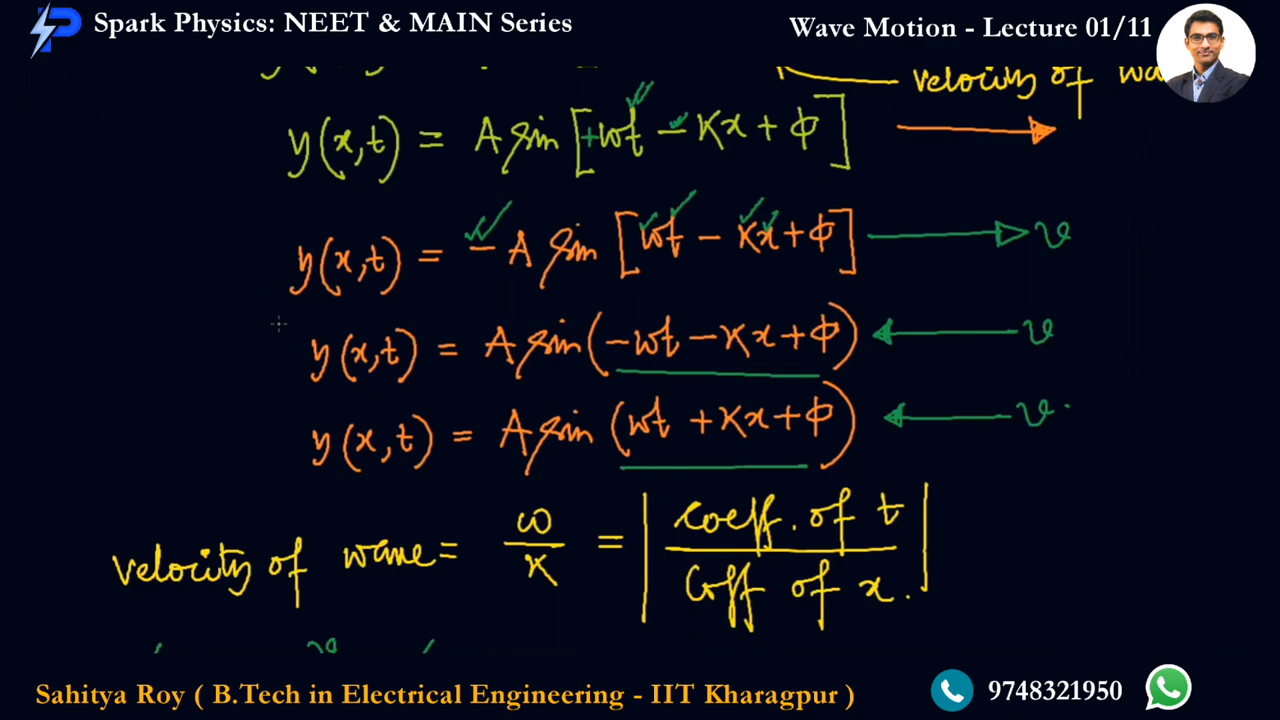 Spark Physics: NEET & MAIN Series
Wave Motion - Lecture 01/11
velocity of wa
y(x,t) = A sin [+ωt - Kx + φ]
y(x,t) = - A sin [ωt - Kx + φ] v
y(x,t) = A sin (-ωt - Kx + φ) v
y(x,t) = A sin (ωt + Kx + φ) v.
velocity of wave = ω/K = | coeff. of t / Coff of x. |
Sahitya Roy ( B.Tech in Electrical Engineering - IIT Kharagpur )
9748321950